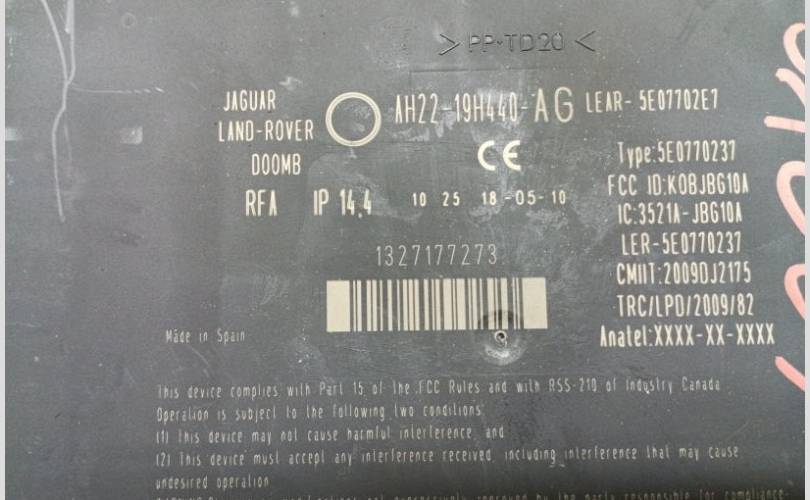 >PP-TD20<
JAGUAR
LAND-ROVER
DOOMB
AH22-19H440-AG LEAR- 5E07702E7
CE
RFA IP 14.4 10 25 18-05-10
Type:5E0770237
FCC ID:KOBJBG10A
IC:3521A-JBG10A
LER-5E0770237
CMIIT:2009DJ2175
TRC/LPD/2009/82
Anatel:XXXX-XX-XXXX
1327177273
Made in Spain
This device complies with Part 15 of the FCC Rules and with RSS-210 of Industry Canada
Operation is subject to the following two conditions
(1) this device may not cause harmful interference, and
(2) This device must accept any interference received, including interference that may cause
undesired operation